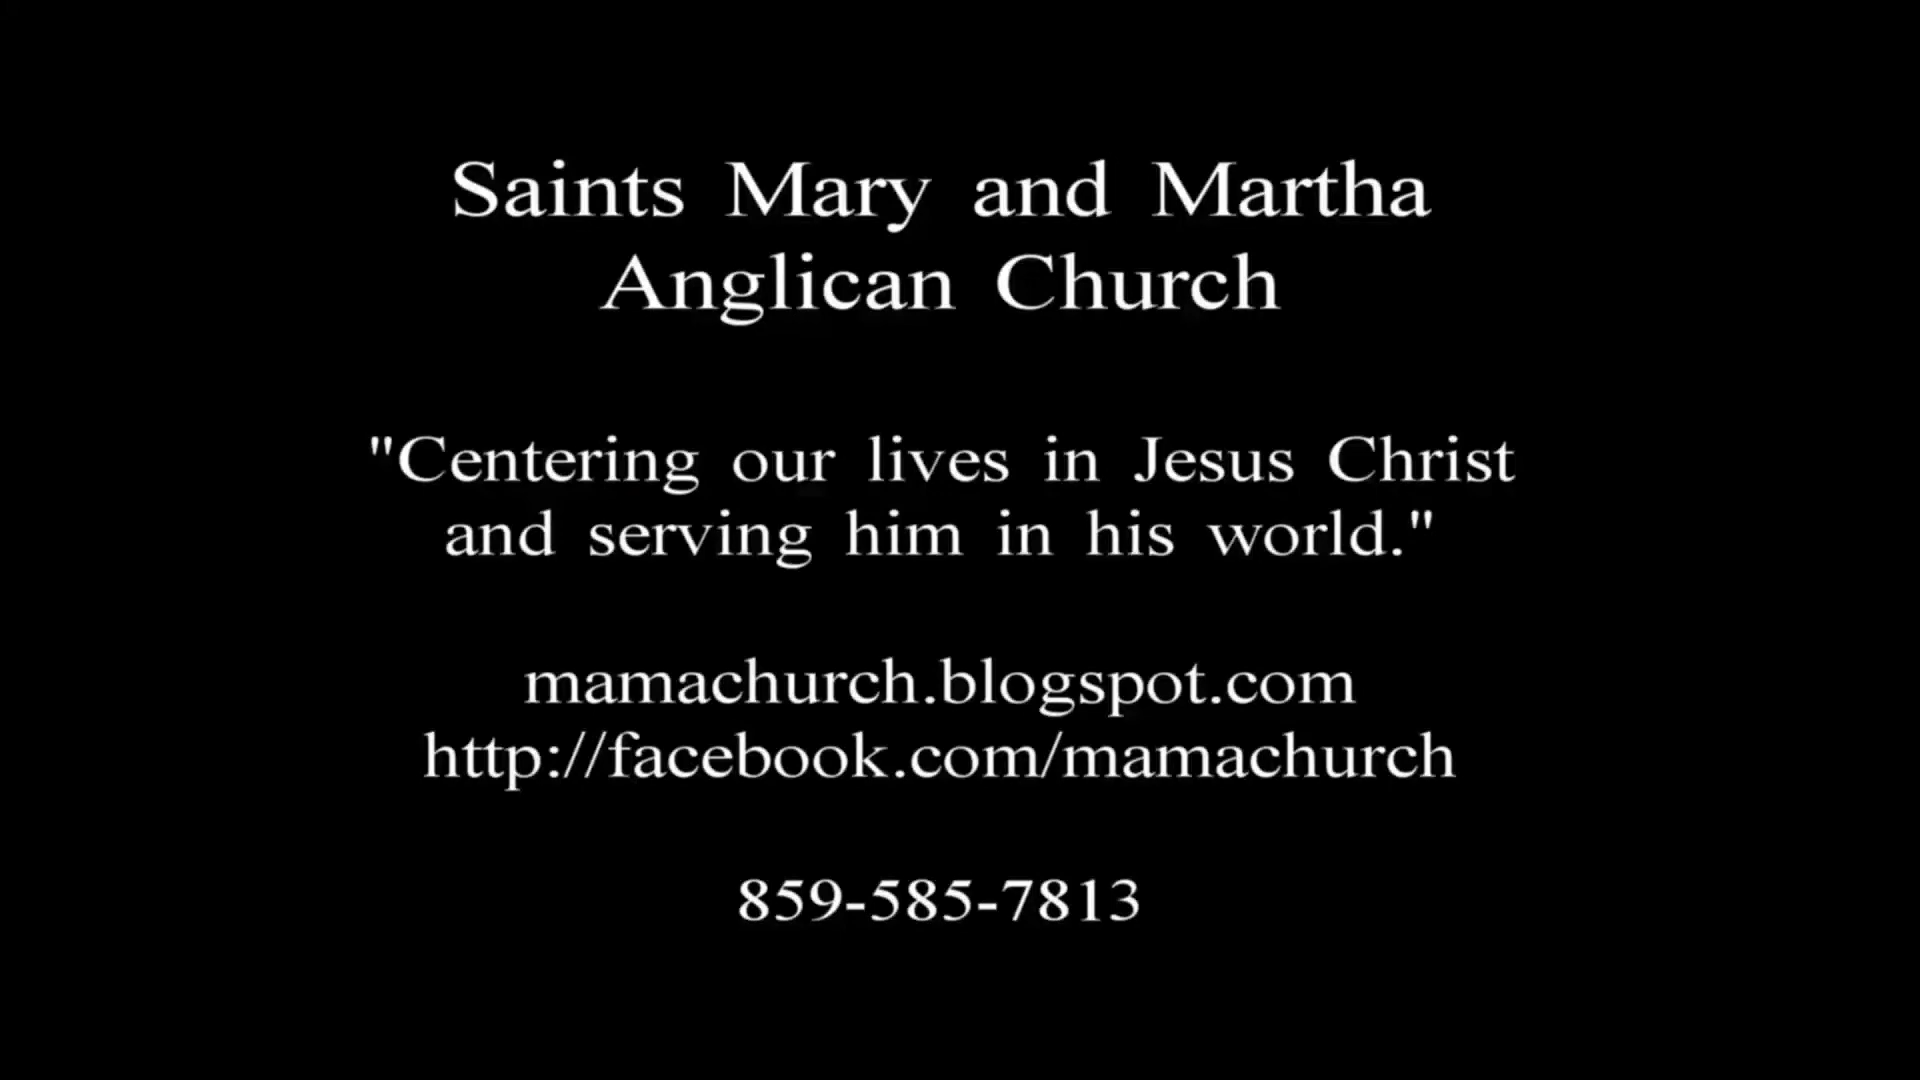 Saints Mary and Martha
Anglican Church
"Centering our lives in Jesus Christ
and serving him in his world."
mamachurch.blogspot.com
http://facebook.com/mamachurch
859-585-7813